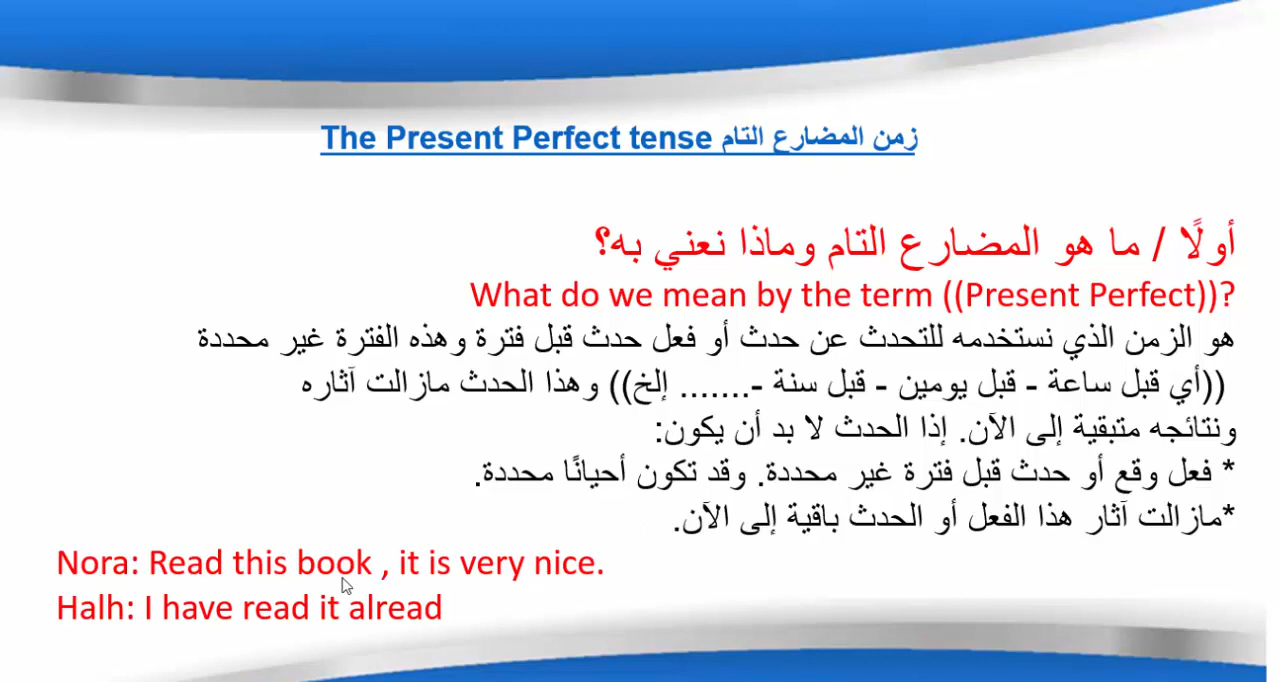 The Present Perfect tense زمن المضارع التام
أولًا / ما هو المضارع التام وماذا نعني به؟
What do we mean by the term ((Present Perfect))?
هو الزمن الذي نستخدمه للتحدث عن حدث أو فعل حدث قبل فترة وهذه الفترة غير محددة
((أي قبل ساعة - قبل يومين - قبل سنة -....... إلخ)) وهذا الحدث مازالت آثاره
ونتائجه متبقية إلى الآن. إذا الحدث لا بد أن يكون:
* فعل وقع أو حدث قبل فترة غير محددة. وقد تكون أحيانًا محددة.
*مازالت آثار هذا الفعل أو الحدث باقية إلى الآن.
Nora: Read this book , it is very nice.
Halh: I have read it alread